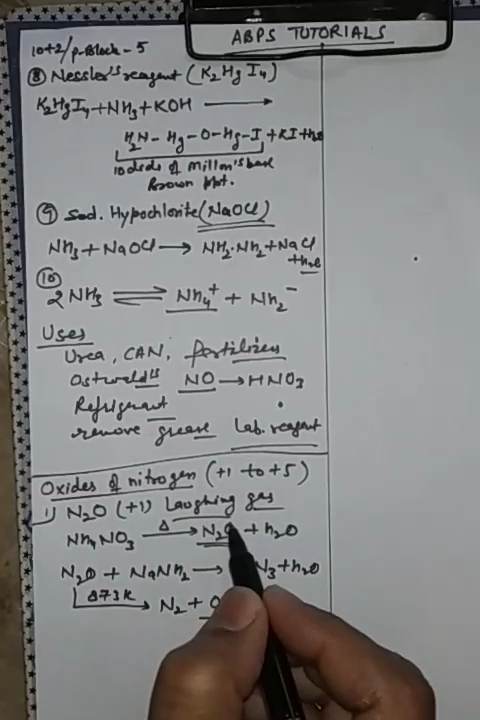 ABPS TUTORIALS
10+2/p-Block-5
⑧ Nessler's reagent (K2HgI4)
K2HgI4+NH3+KOH ⟶
H2N-Hg-O-Hg-I+KI+H2O
iodide of Millon's base
Brown ppt.
⑨ Sod. Hypochlorite (NaOCl)
NH3+NaOCl ⟶ NH2.NH2+NaCl
+H2O
⑩
2NH3 ⇌ NH4+ + NH2-
Uses
Urea, CAN, fertilizers
Ostwald's NO ⟶ HNO3
Refrigerant
remove grease Lab. reagent
Oxides of nitrogen (+1 to +5)
1) N2O (+1) Laughing gas
NH4NO3 Δ⟶ N2O + H2O
N2O + NaNH2 ⟶ N3+H2O
873K ⟶ N2+O